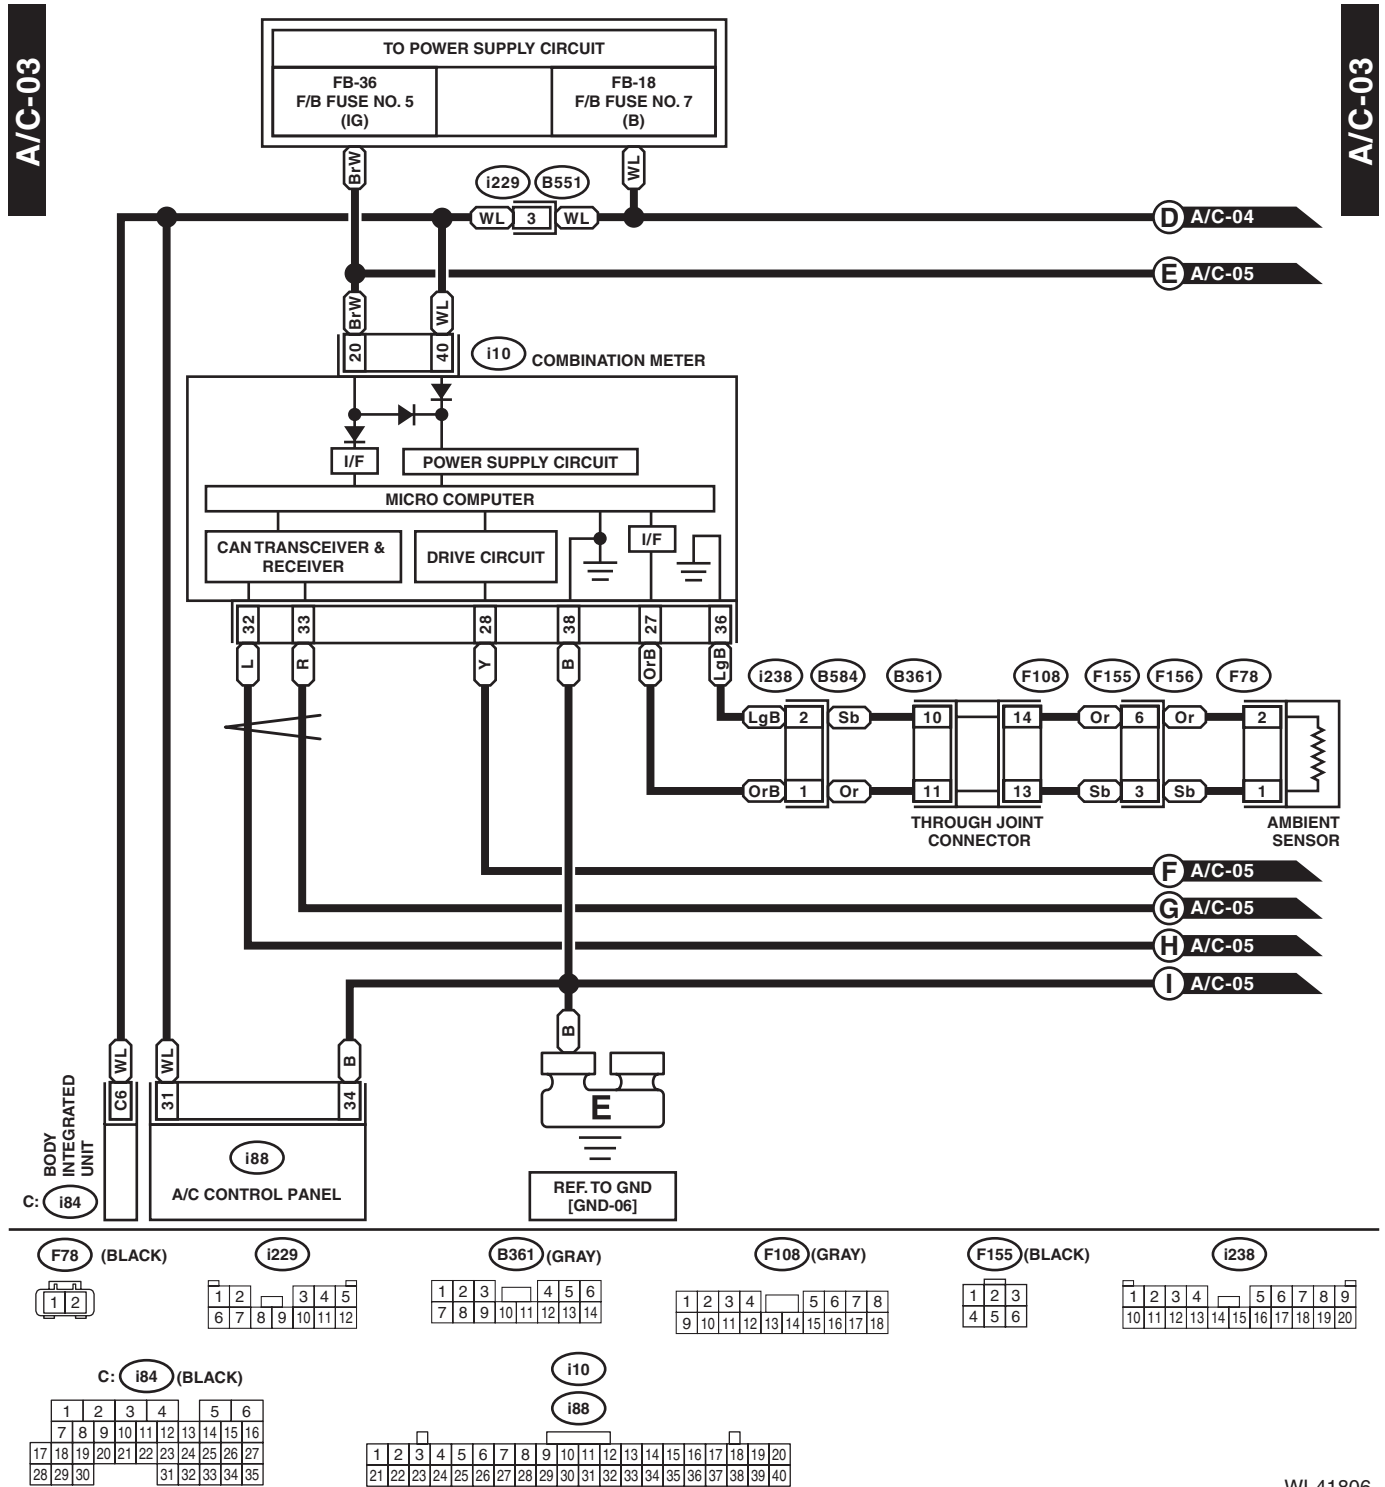 A/C-03
A/C-03
TO POWER SUPPLY CIRCUIT
FB-36
F/B FUSE NO. 5
(IG)
FB-18
F/B FUSE NO. 7
(B)
BrW
WL
i229 B551
WL 3 WL
D A/C-04
E A/C-05
BrW
WL
20
40
i10 COMBINATION METER
I/F
POWER SUPPLY CIRCUIT
MICRO COMPUTER
CAN TRANSCEIVER &
RECEIVER
DRIVE CIRCUIT
I/F
32 33 28 38 27 36
L R Y B OrB LgB
i238 B584 B361 F108 F155 F156 F78
LgB 2 Sb 10 14 Or 6 Or 2
OrB 1 Or 11 13 Sb 3 Sb 1
THROUGH JOINT
CONNECTOR
AMBIENT
SENSOR
F A/C-05
G A/C-05
H A/C-05
I A/C-05
WL WL B B
C6 31 34
E
BODY
INTEGRATED
UNIT
C: i84
i88
A/C CONTROL PANEL
REF. TO GND
[GND-06]
F78 (BLACK)
1 2
i229
1 2 3 4 5
6 7 8 9 10 11 12
B361 (GRAY)
1 2 3 4 5 6
7 8 9 10 11 12 13 14
F108 (GRAY)
1 2 3 4 5 6 7 8
9 10 11 12 13 14 15 16 17 18
F155 (BLACK)
1 2 3
4 5 6
i238
1 2 3 4 5 6 7 8 9
10 11 12 13 14 15 16 17 18 19 20
C: i84 (BLACK)
1 2 3 4 5 6
7 8 9 10 11 12 13 14 15 16
17 18 19 20 21 22 23 24 25 26 27
28 29 30 31 32 33 34 35
i10
i88
1 2 3 4 5 6 7 8 9 10 11 12 13 14 15 16 17 18 19 20
21 22 23 24 25 26 27 28 29 30 31 32 33 34 35 36 37 38 39 40
WI-41806